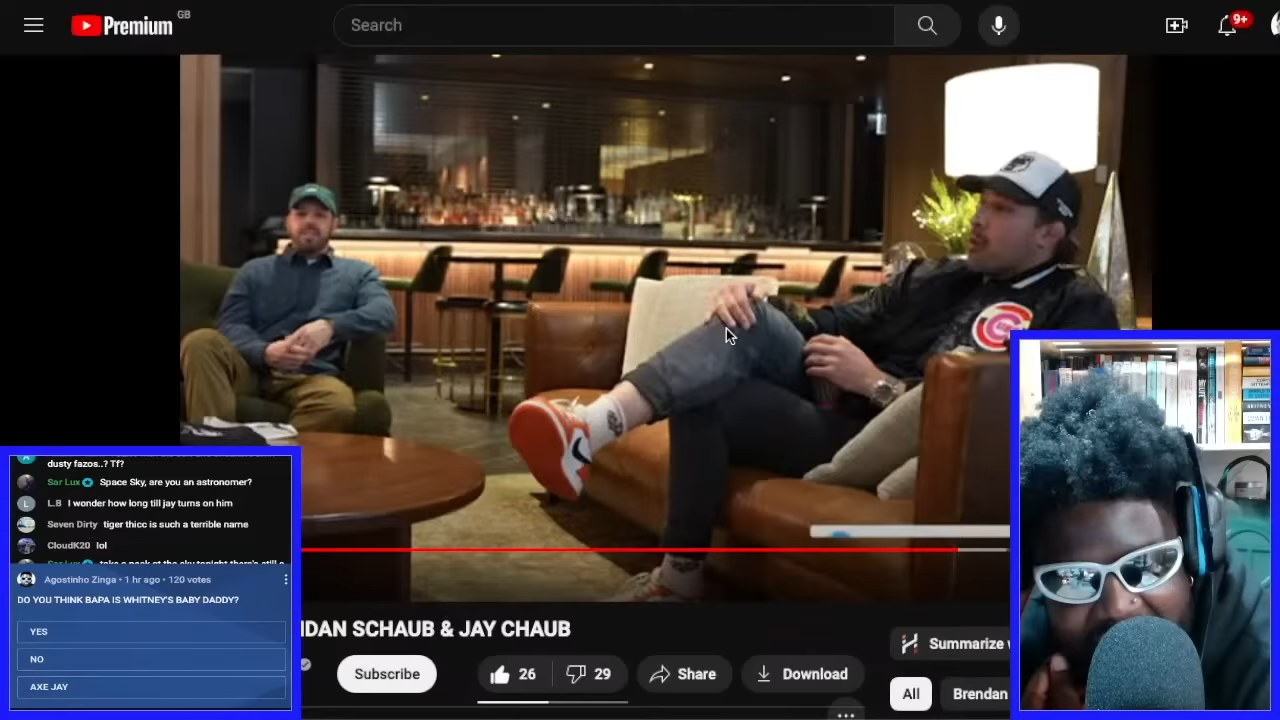 Premium
GB
Search
9+
dusty fazos..? Tf?
Sar Lux Space Sky, are you an astronomer?
L.B I wonder how long till jay turns on him
Seven Dirty tiger thicc is such a terrible name
CloudK20 lol
Agostinho Zinga • 1 hr ago • 120 votes
DO YOU THINK BAPA IS WHITNEY'S BABY DADDY?
YES
NO
AXE JAY
IDAN SCHAUB & JAY CHAUB
Subscribe
26
29
Share
Download
Summarize
All
Brendan